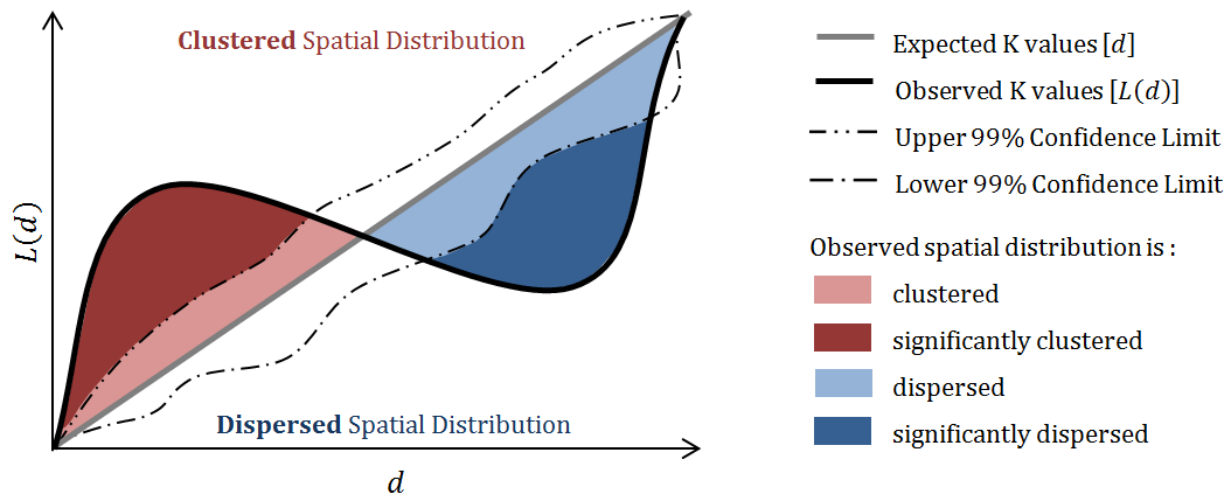 Clustered Spatial Distribution
L(d)
Dispersed Spatial Distribution
d
Expected K values [d]
Observed K values [L(d)]
Upper 99% Confidence Limit
Lower 99% Confidence Limit
Observed spatial distribution is :
clustered
significantly clustered
dispersed
significantly dispersed